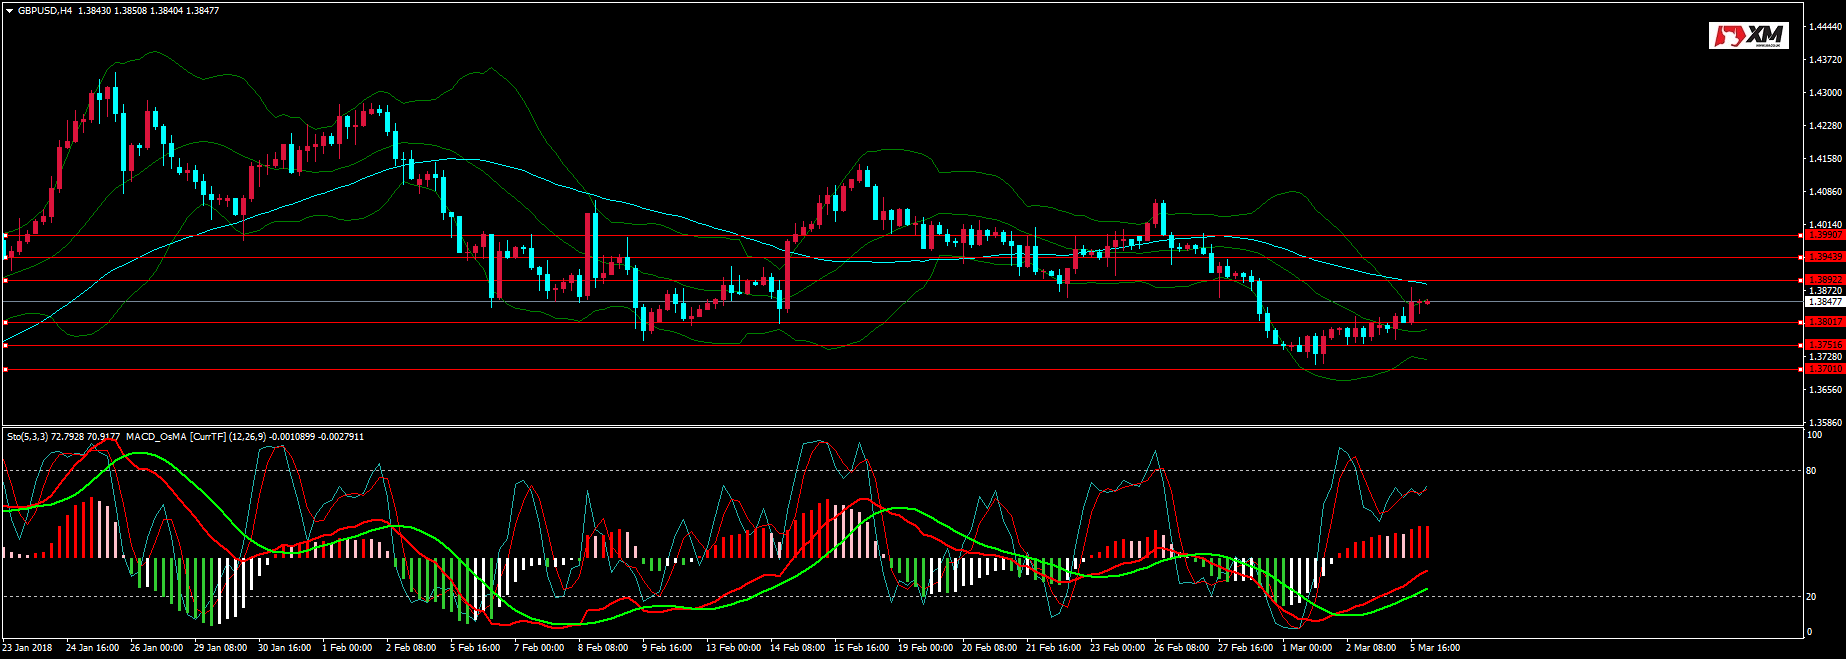 GBPUSD,H4 1.38430 1.38508 1.38404 1.38477
XM
1.44440
1.43720
1.43000
1.42280
1.41580
1.40860
1.40140
1.39439
1.38720
1.38477
1.38017
1.37516
1.37280
1.37010
1.36560
1.35860
Sto(5,3,3) 72.7928 70.9177 MACD_OsMA [CurrTF] (12,26,9) -0.0010899 -0.0027911
100
80
20
0
23 Jan 2018
24 Jan 16:00
26 Jan 00:00
29 Jan 08:00
30 Jan 16:00
1 Feb 00:00
2 Feb 08:00
5 Feb 16:00
7 Feb 00:00
8 Feb 08:00
9 Feb 16:00
13 Feb 00:00
14 Feb 08:00
15 Feb 16:00
19 Feb 00:00
20 Feb 08:00
21 Feb 16:00
23 Feb 00:00
26 Feb 08:00
27 Feb 16:00
1 Mar 00:00
2 Mar 08:00
5 Mar 16:00